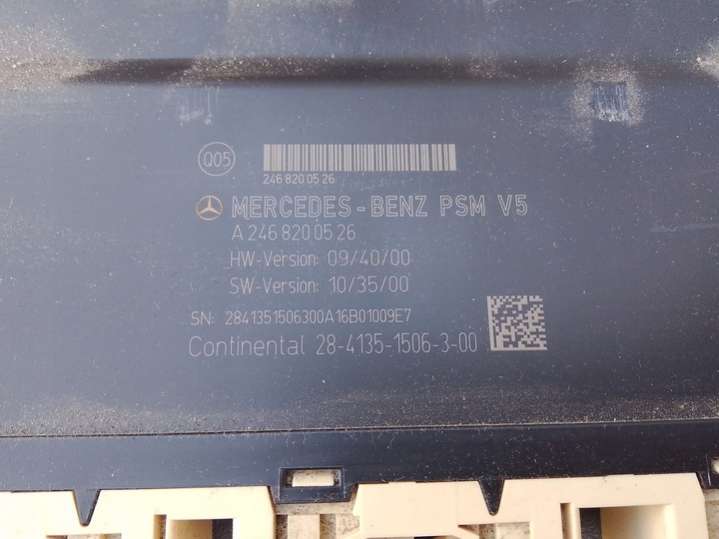 Q05
246 820 05 26
MERCEDES-BENZ PSM V5
A 246 820 05 26
HW-Version: 09/40/00
SW-Version: 10/35/00
SN: 2841351506300A16B01009E7
Continental 28-4135-1506-3-00